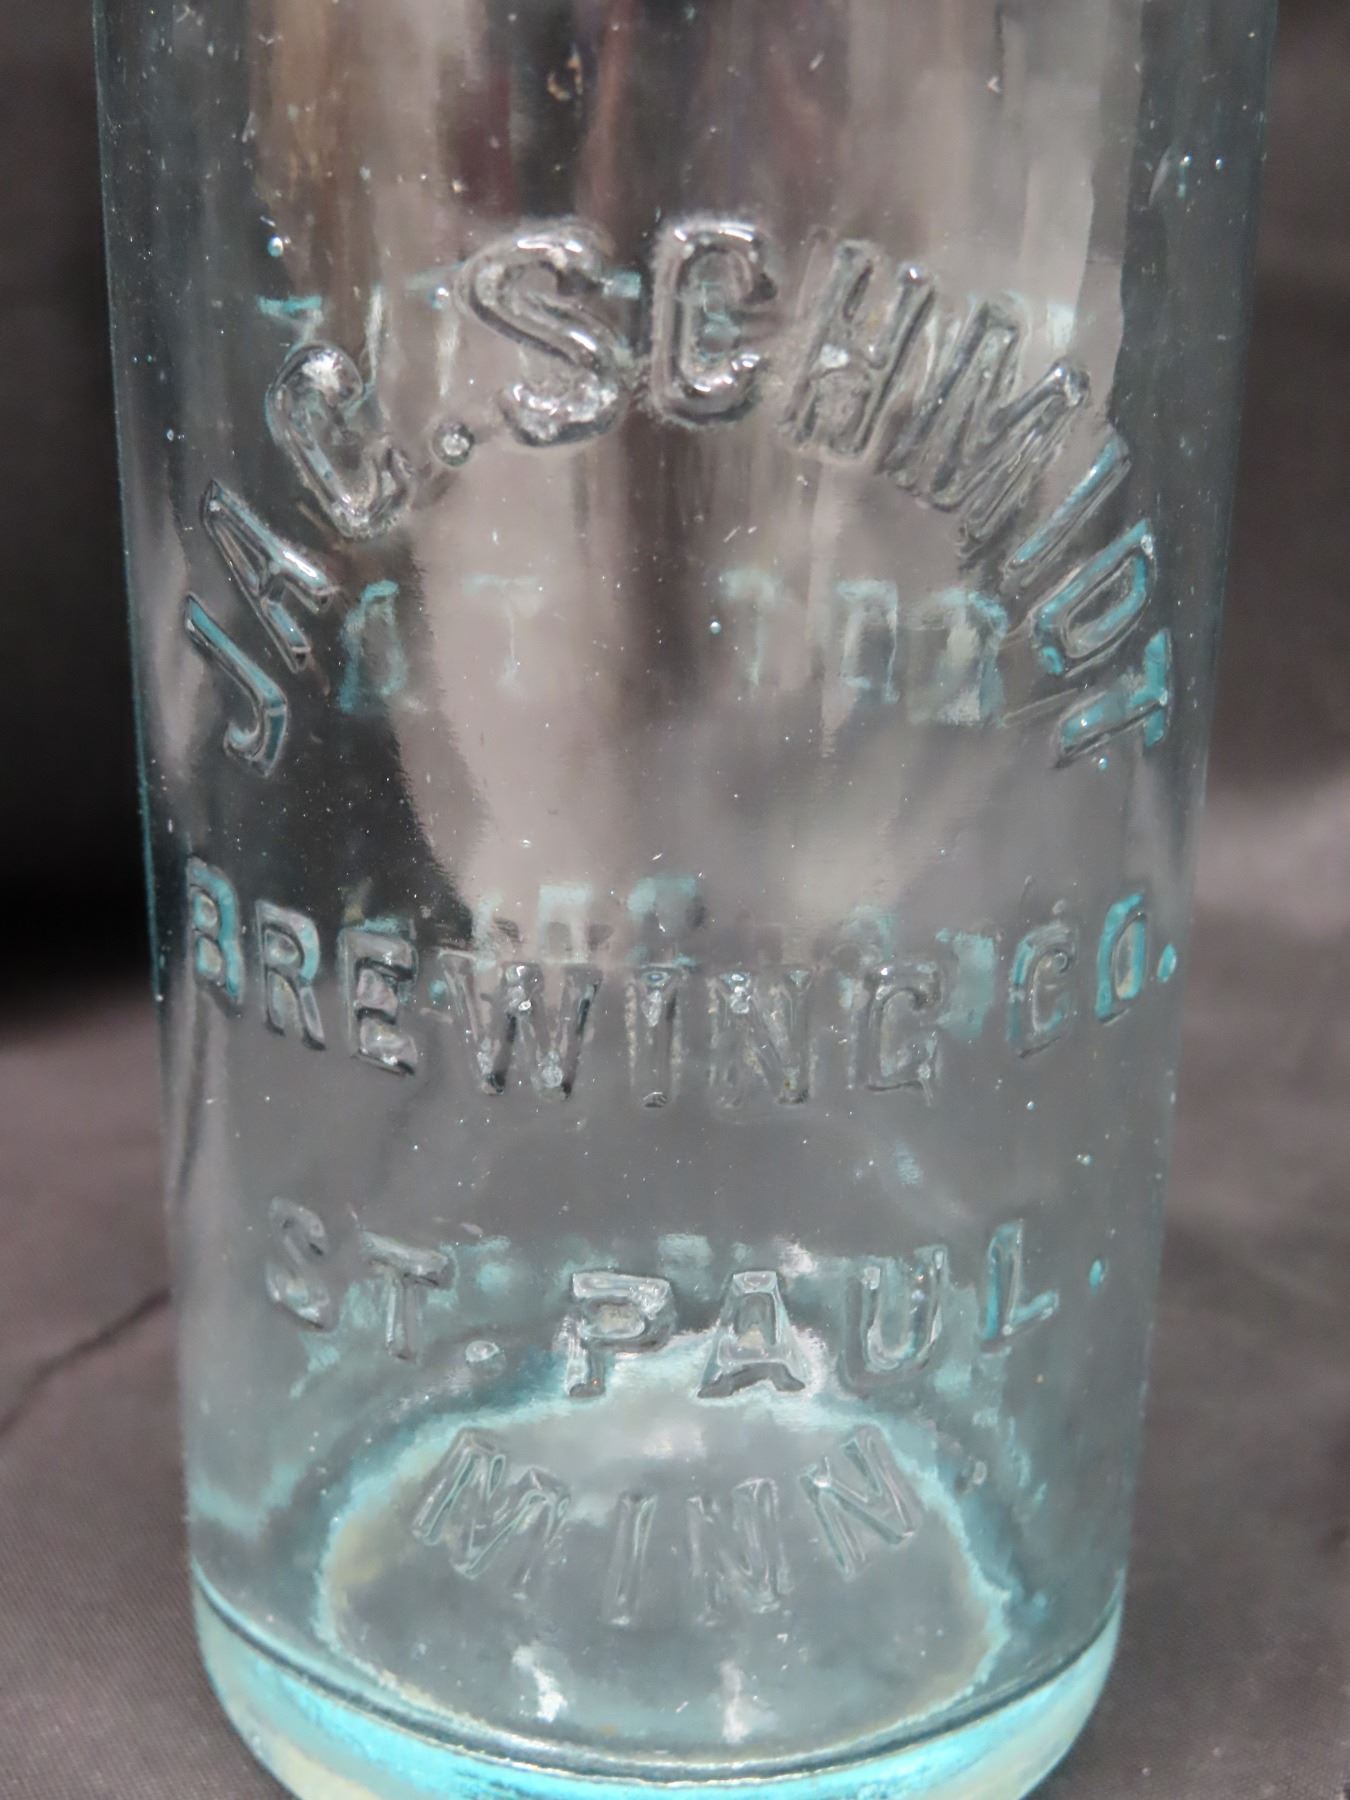 JAC. SCHMIDT
BREWING CO.
ST. PAUL.
MINN